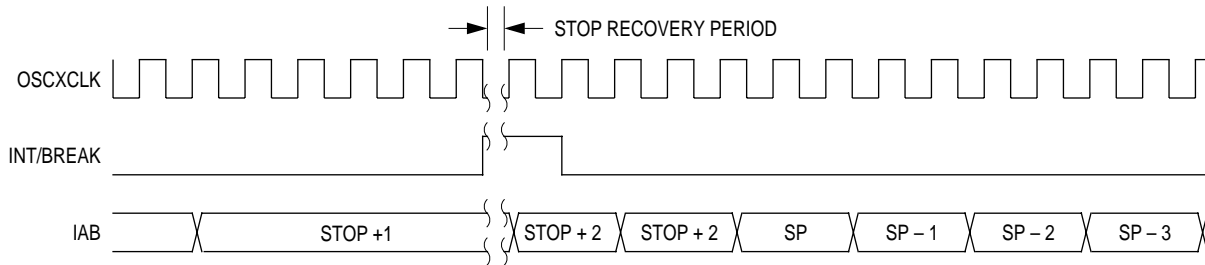 STOP RECOVERY PERIOD
OSCXCLK
INT/BREAK
IAB STOP +1 STOP + 2 STOP + 2 SP SP – 1 SP – 2 SP – 3